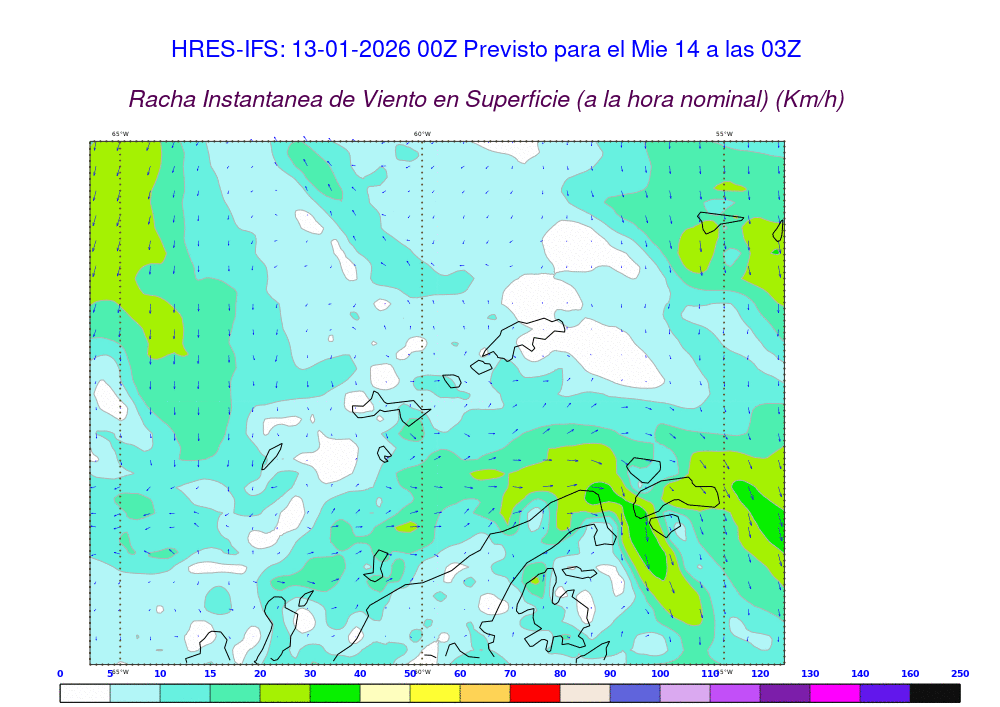 HRES-IFS: 13-01-2026 00Z Previsto para el Mie 14 a las 03Z
Racha Instantanea de Viento en Superficie (a la hora nominal) (Km/h)
65°W 60°W 55°W
0 5 10 15 20 30 40 50 60 70 80 90 100 110 120 130 140 160 250